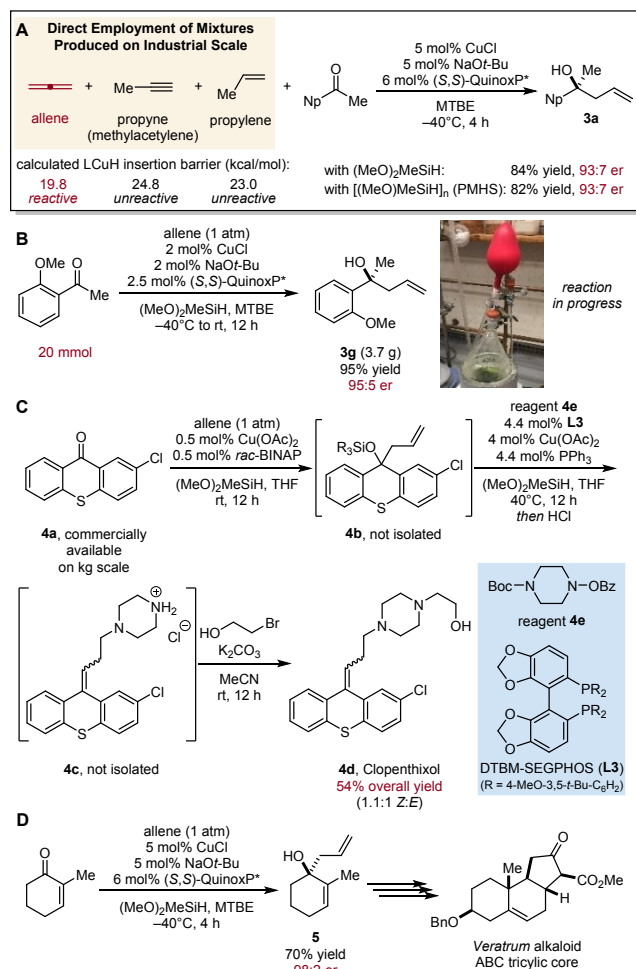 A
Direct Employment of Mixtures
Produced on Industrial Scale
allene
+
Me
propyne
(methylacetylene)
+
Me
propylene
+
O
Np
Me
5 mol% CuCl
5 mol% NaOt-Bu
6 mol% (S,S)-QuinoxP*
MTBE
–40°C, 4 h
HO
Me
Np
3a
calculated LCuH insertion barrier (kcal/mol):
19.8
24.8
23.0
reactive
unreactive
unreactive
with (MeO)2MeSiH: 84% yield, 93:7 er
with [(MeO)MeSiH]n (PMHS): 82% yield, 93:7 er
B
OMe
O
Me
20 mmol
allene (1 atm)
2 mol% CuCl
2 mol% NaOt-Bu
2.5 mol% (S,S)-QuinoxP*
(MeO)2MeSiH, MTBE
–40°C to rt, 12 h
HO
Me
OMe
3g (3.7 g)
95% yield
95:5 er
reaction
in progress
C
O
Cl
S
4a, commercially
available
on kg scale
allene (1 atm)
0.5 mol% Cu(OAc)2
0.5 mol% rac-BINAP
(MeO)2MeSiH, THF
rt, 12 h
R3SiO
Cl
S
4b, not isolated
reagent 4e
4.4 mol% L3
4 mol% Cu(OAc)2
4.4 mol% PPh3
(MeO)2MeSiH, THF
40°C, 12 h
then HCl
+
NH2
N
Cl
–
Cl
S
4c, not isolated
HO
Br
K2CO3
MeCN
rt, 12 h
N
N
OH
Cl
S
4d, Clopenthixol
54% overall yield
(1.1:1 Z:E)
Boc
N
N
OBz
reagent 4e
O
O
PR2
PR2
O
O
DTBM-SEGPHOS (L3)
(R = 4-MeO-3,5-t-Bu-C6H2)
D
O
Me
allene (1 atm)
5 mol% CuCl
5 mol% NaOt-Bu
6 mol% (S,S)-QuinoxP*
(MeO)2MeSiH, MTBE
–40°C, 4 h
HO
Me
5
70% yield
98:2 er
O
Me
H
CO2Me
H
BnO
Veratrum alkaloid
ABC tricylic core